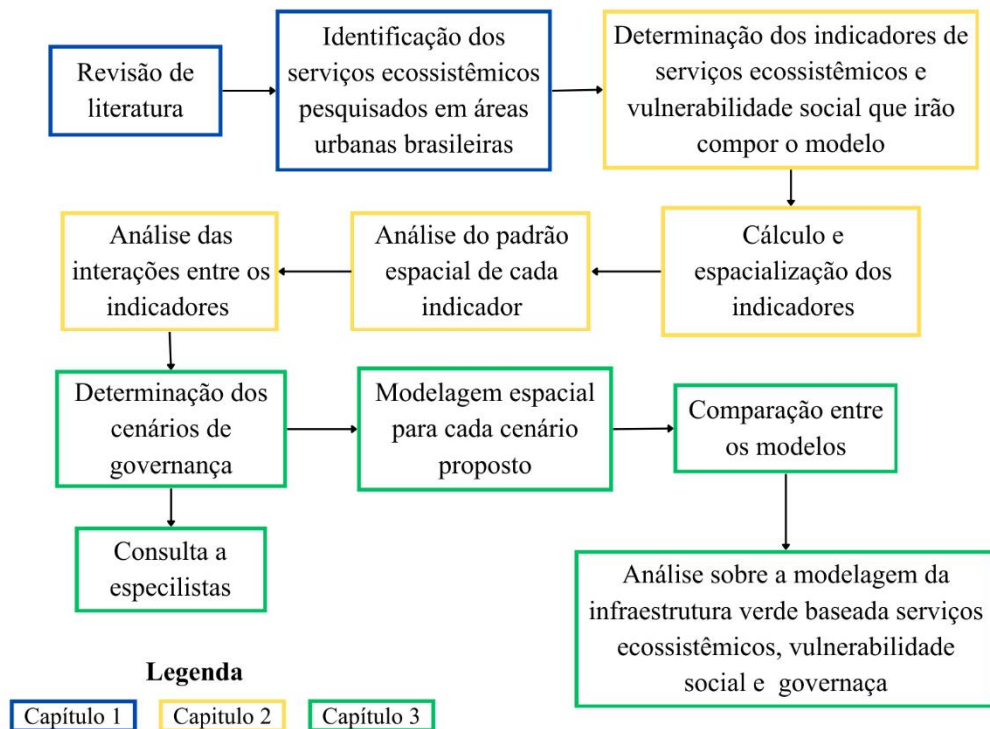 Revisão de
literatura
Identificação dos
serviços ecossistêmicos
pesquisados em áreas
urbanas brasileiras
Determinação dos indicadores de
serviços ecossistêmicos e
vulnerabilidade social que irão
compor o modelo
Análise das
interações entre os
indicadores
Análise do padrão
espacial de cada
indicador
Cálculo e
espacialização dos
indicadores
Determinação dos
cenários de
governança
Modelagem espacial
para cada cenário
proposto
Comparação entre
os modelos
Consulta a
especilistas
Análise sobre a modelagem da
infraestrutura verde baseada serviços
ecossistêmicos, vulnerabilidade
social e governaça
Legenda
Capítulo 1
Capitulo 2
Capítulo 3